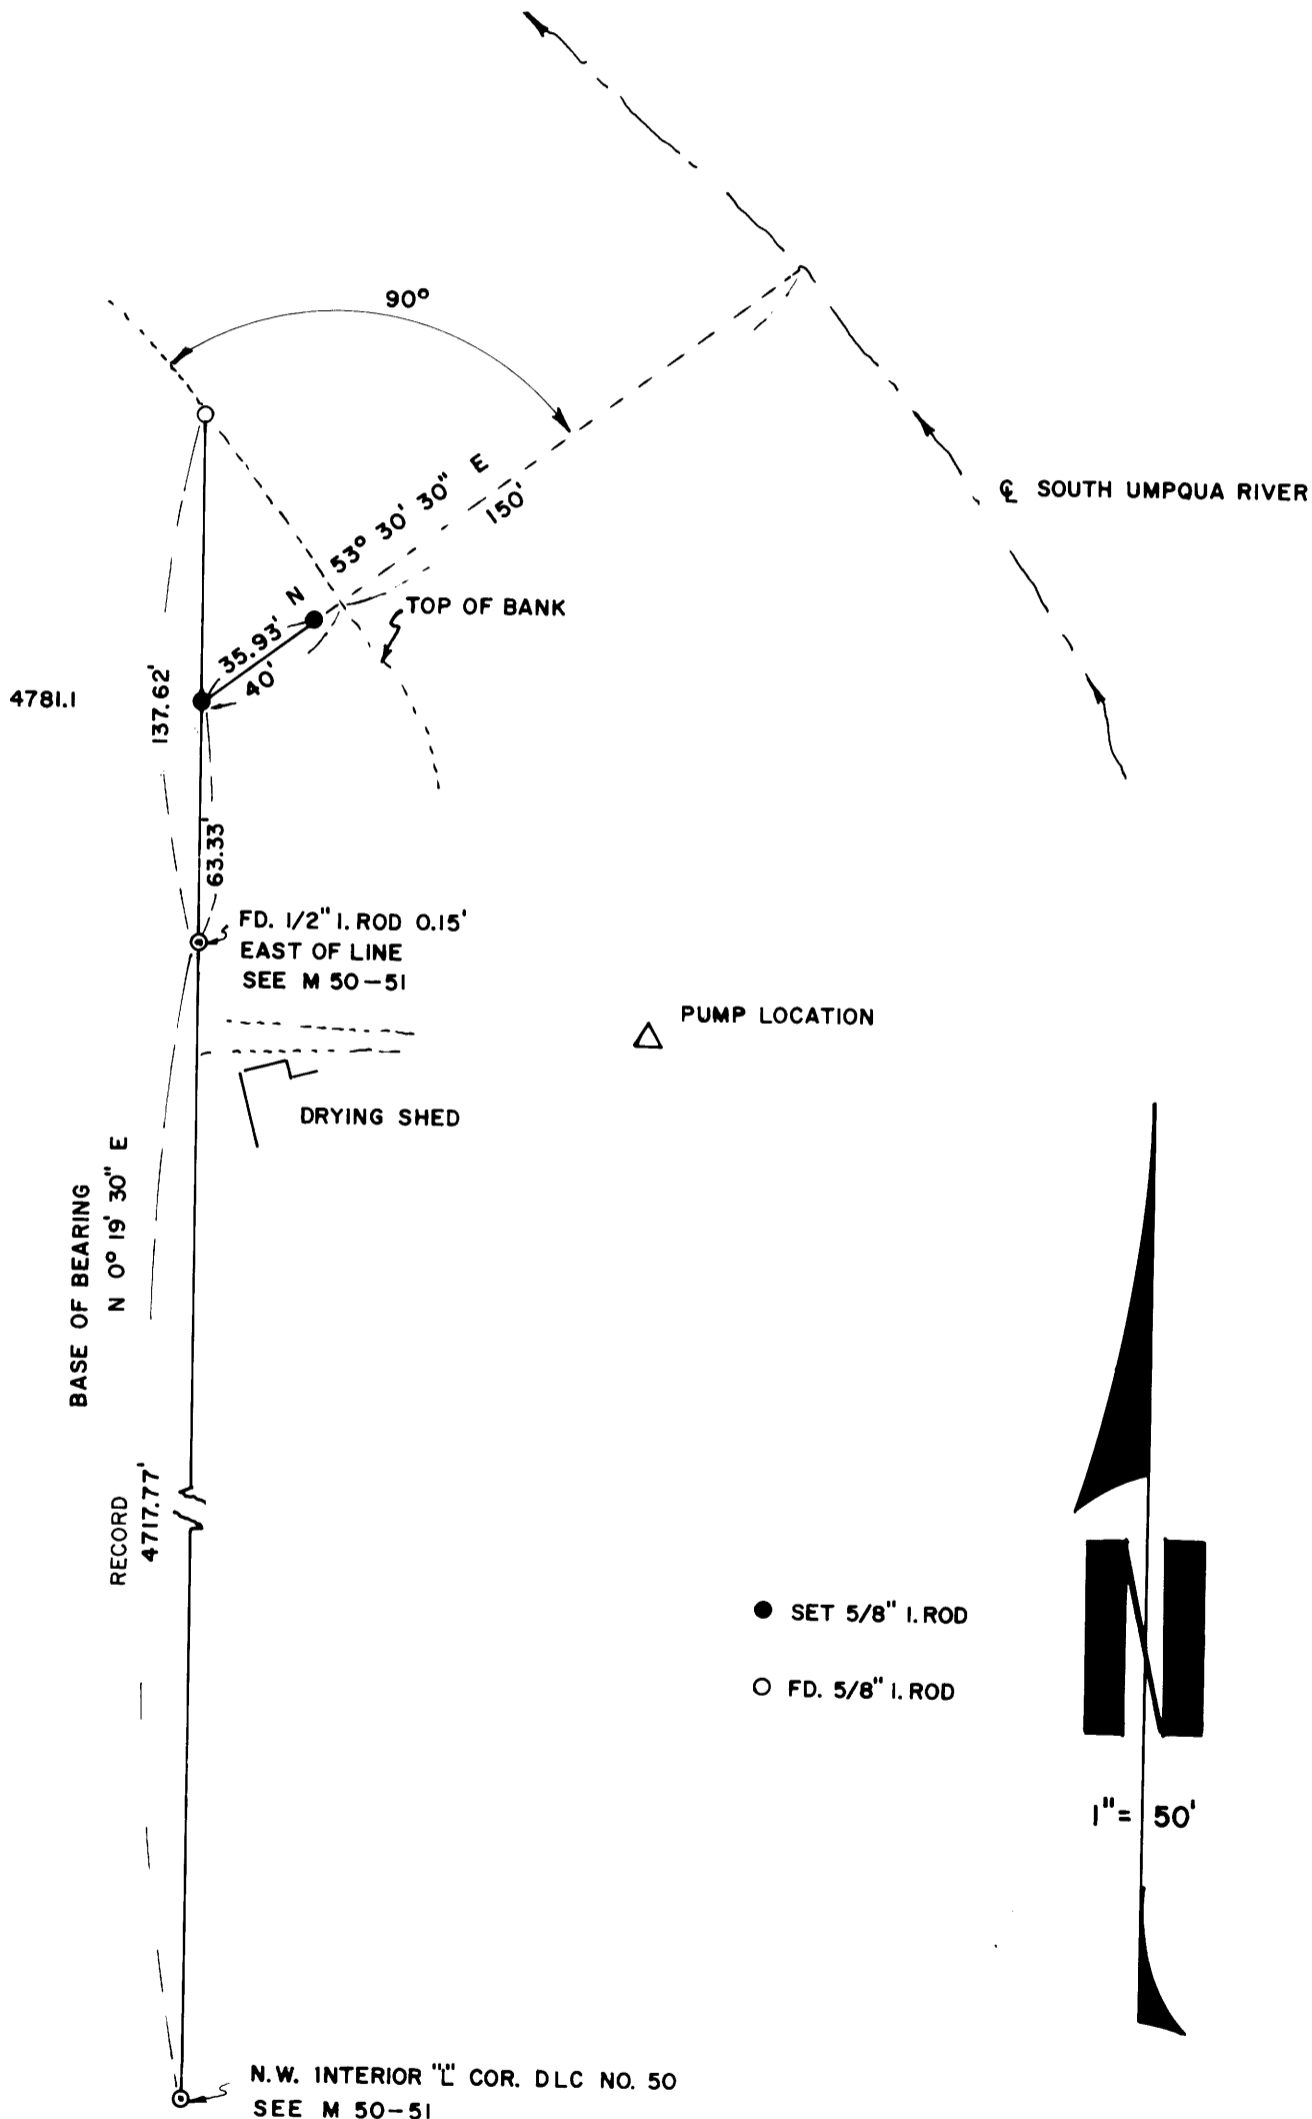 90°
N 53° 30' 30" E
150'
℄ SOUTH UMPQUA RIVER
35.93'
40'
TOP OF BANK
4781.1
137.62'
63.33'
FD. 1/2" I. ROD 0.15'
EAST OF LINE
SEE M 50-51
PUMP LOCATION
DRYING SHED
BASE OF BEARING
N 0° 19' 30" E
RECORD
4717.77'
SET 5/8" I. ROD
FD. 5/8" I. ROD
N
1" = 50'
N.W. INTERIOR "L" COR. DLC NO. 50
SEE M 50-51